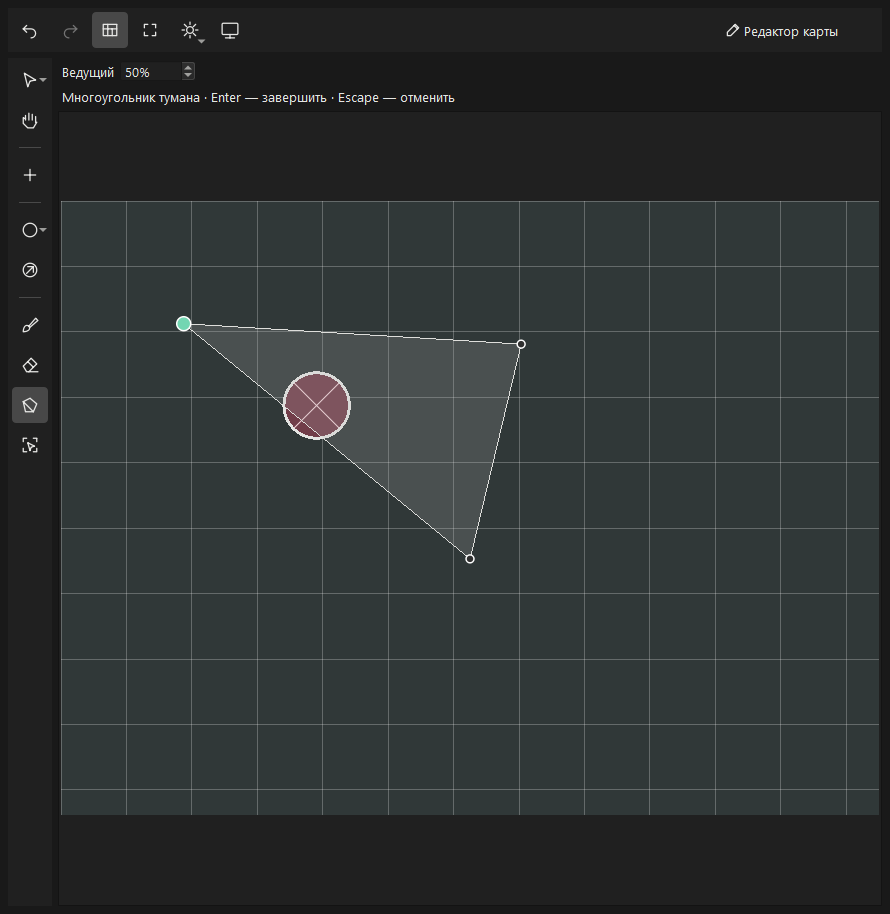 Редактор карты
Ведущий 50%
Многоугольник тумана · Enter — завершить · Escape — отменить